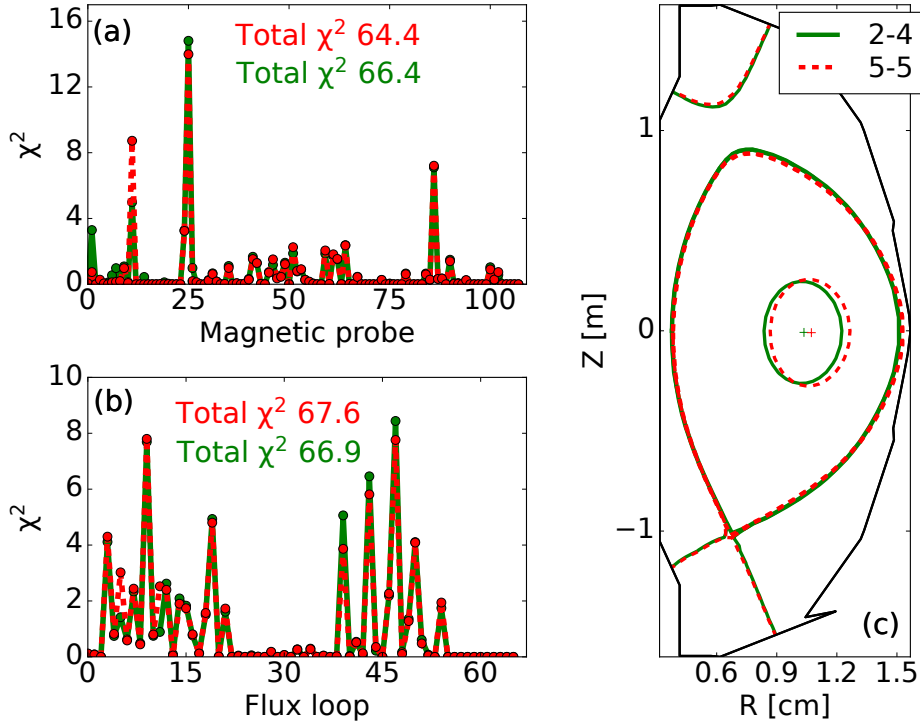 (a)
Total χ² 64.4
Total χ² 66.4
16
12
8
4
0
χ²
0
25
50
75
100
Magnetic probe
(b)
Total χ² 67.6
Total χ² 66.9
10
8
6
4
2
0
χ²
0
15
30
45
60
Flux loop
2-4
5-5
1
0
−1
Z [m]
(c)
0.6
0.9
1.2
1.5
R [cm]